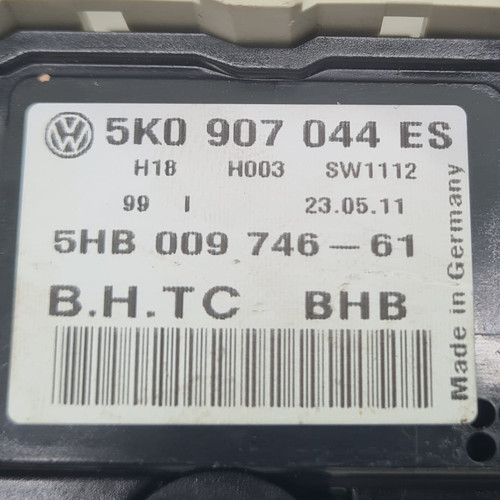 5K0 907 044 ES
H18 H003 SW1112
99 I 23.05.11
5HB 009 746-61
B.H.TC BHB
Made in Germany